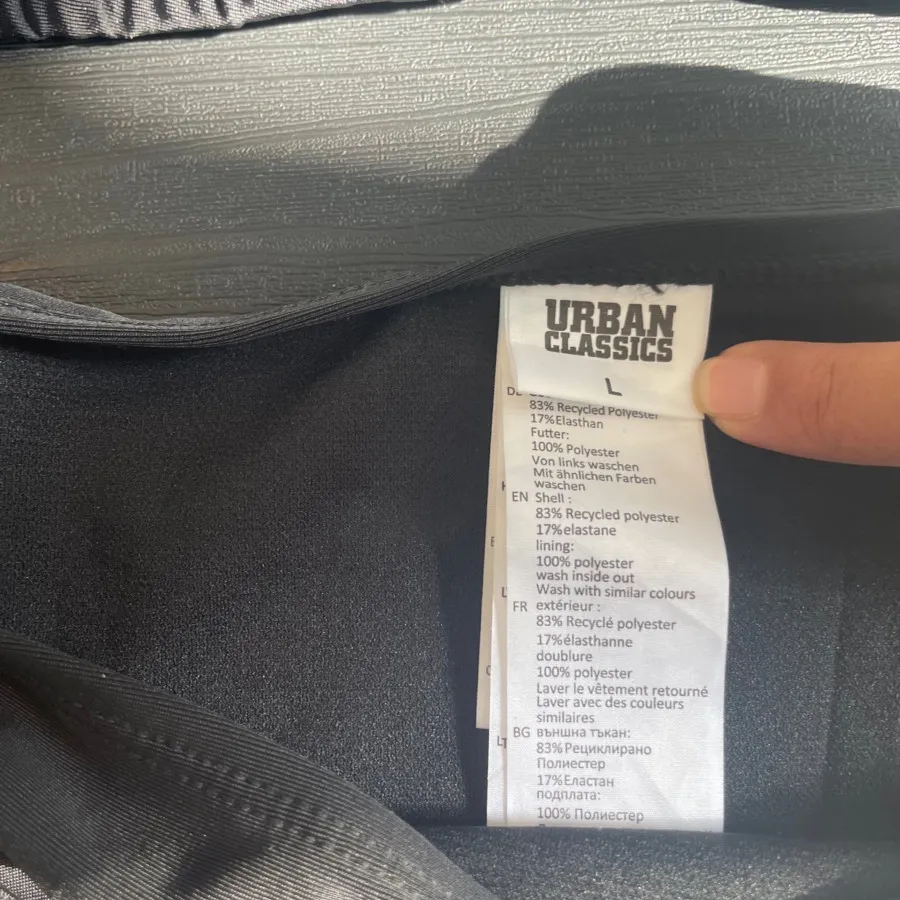 URBAN
CLASSICS
L
83% Recycled Polyester
17%Elasthan
Futter:
100% Polyester
Von links waschen
Mit ähnlichen Farben
waschen
EN Shell :
83% Recycled polyester
17%elastane
lining:
100% polyester
wash inside out
Wash with similar colours
FR extérieur :
83% Recyclé polyester
17%élasthanne
doublure
100% polyester
Laver le vêtement retourné
Laver avec des couleurs
similaires
BG външна тъкан:
83%Рециклирано
Полиестер
17%Еластан
подплата:
100% Полиестер
LT